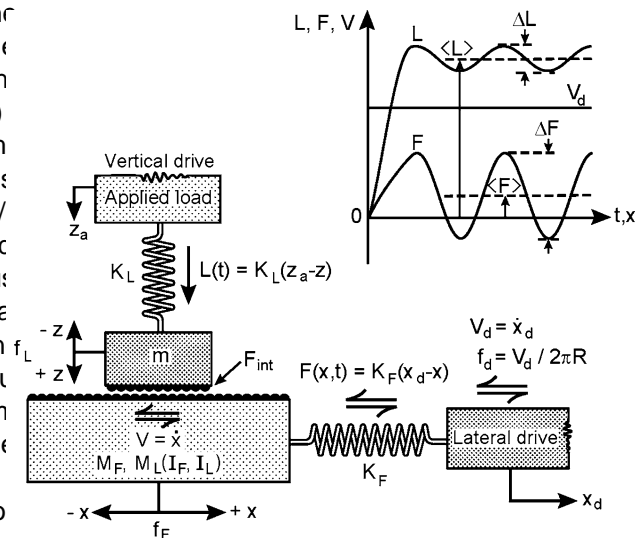 L, F, V
L
<L>
ΔL
V_d
F
ΔF
<F>
0
t,x
Vertical drive
Applied load
z_a
K_L
L(t) = K_L(z_a-z)
- z
f_L
+ z
m
F_int
V = ẋ
M_F, M_L(I_F, I_L)
- x
+ x
f_F
F(x,t) = K_F(x_d-x)
K_F
V_d = ẋ_d
f_d = V_d / 2πR
Lateral drive
x_d